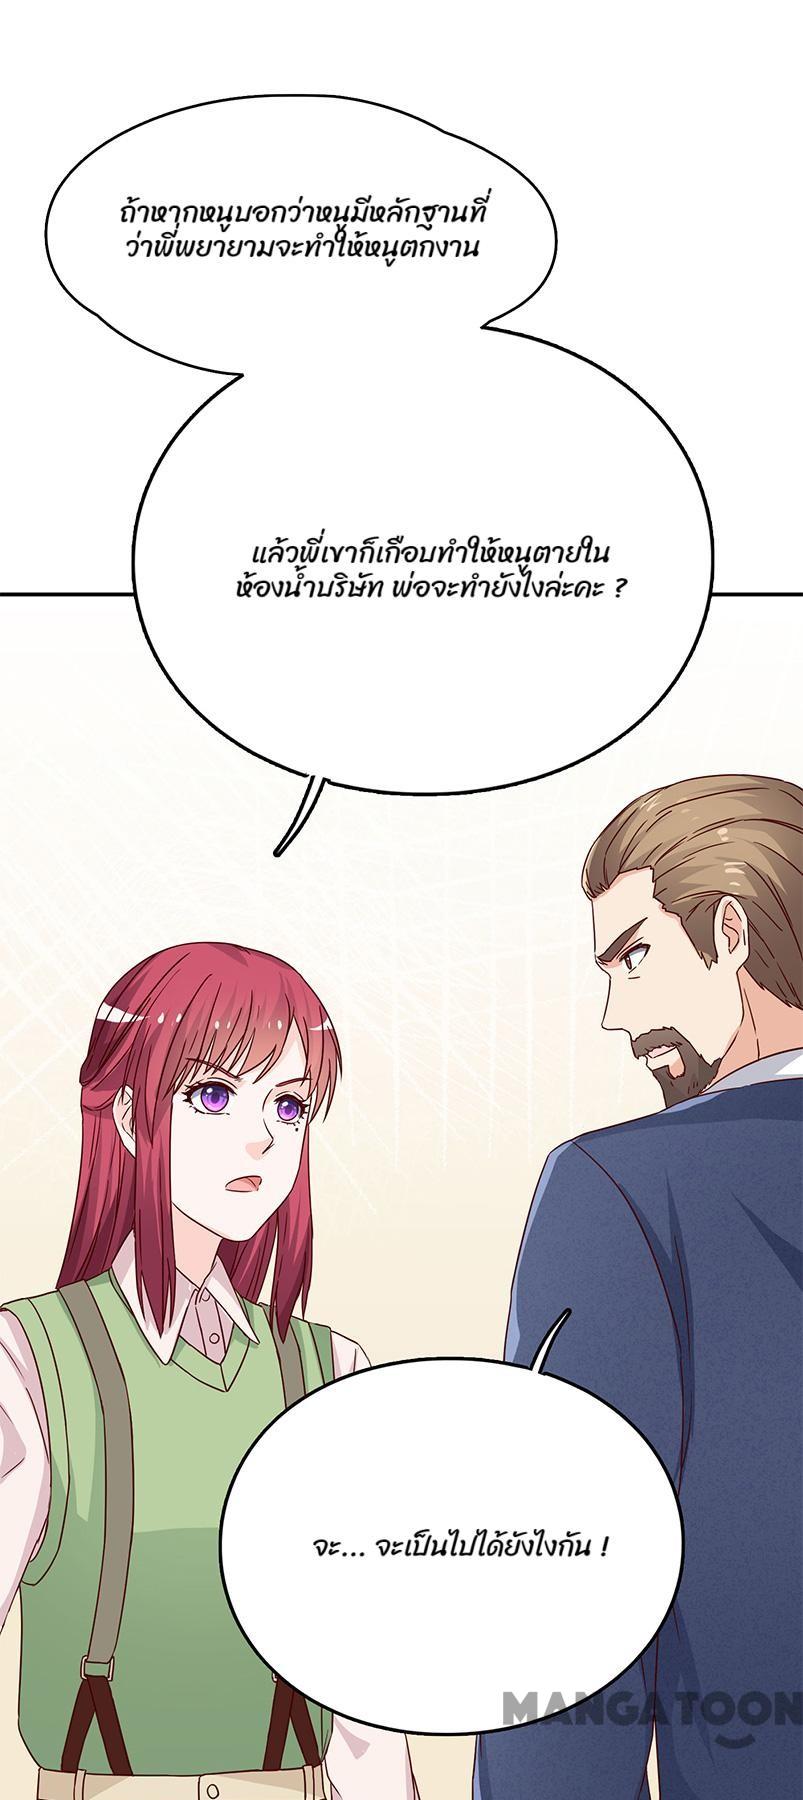 ถ้าหากหนูบอกว่าหนูมีหลักฐานที่
ว่าพี่พยายามจะทำให้หนูตกงาน
แล้วพี่เขาก็เกือบทำให้หนูตายใน
ห้องน้ำบริษัท พ่อจะทำยังไงล่ะคะ ?
จะ... จะเป็นไปได้ยังไงกัน !
MANGATOON